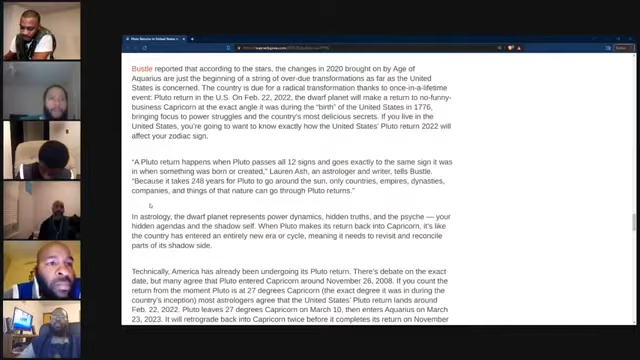 Pluto Returns in United States
Bustle reported that according to the stars, the changes in 2020 brought on by Age of
Aquarius are just the beginning of a string of over-due transformations as far as the United
States is concerned. The country is due for a radical transformation thanks to once-in-a-lifetime
event: Pluto return in the U.S. On Feb. 22, 2022, the dwarf planet will make a return to no-funny-
business Capricorn at the exact angle it was during the "birth" of the United States in 1776,
bringing focus to power struggles and the country's most delicious secrets. If you live in the
United States, you're going to want to know exactly how the United States' Pluto return 2022 will
affect your zodiac sign.
"A Pluto return happens when Pluto passes all 12 signs and goes exactly to the same sign it was
in when something was born or created," Lauren Ash, an astrologer and writer, tells Bustle.
"Because it takes 248 years for Pluto to go around the sun, only countries, empires, dynasties,
companies, and things of that nature can go through Pluto returns."
In astrology, the dwarf planet represents power dynamics, hidden truths, and the psyche — your
hidden agendas and the shadow self. When Pluto makes its return back into Capricorn, it's like
the country has entered an entirely new era or cycle, meaning it needs to revisit and reconcile
parts of its shadow side.
Technically, America has already been undergoing its Pluto return. There's debate on the exact
date, but many agree that Pluto entered Capricorn around November 26, 2008. If you count the
return from the moment Pluto is at 27 degrees Capricorn (the exact degree it was in during the
country's inception) most astrologers agree that the United States' Pluto return lands around
Feb. 22, 2022. Pluto leaves 27 degrees Capricorn on March 10, then enters Aquarius on March
23, 2023. It will retrograde back into Capricorn twice before it completes its return on November